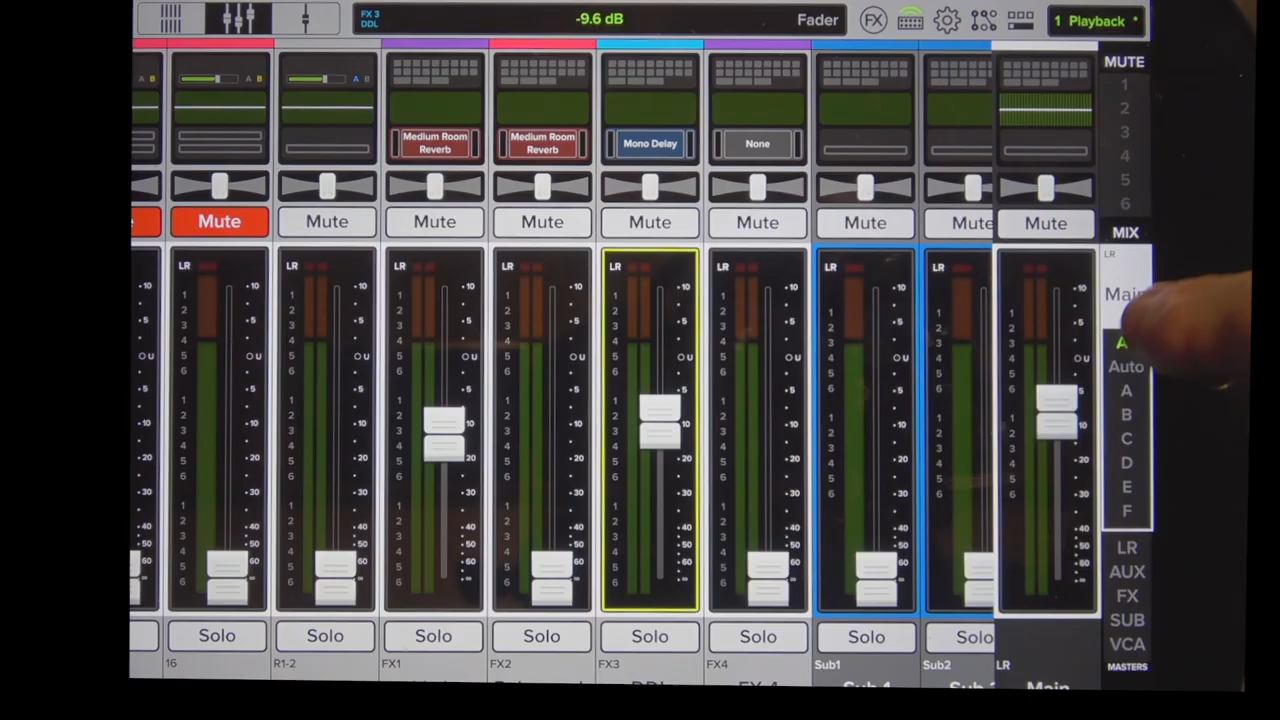 FX 3
DDL
-9.6 dB
Fader
FX
1 Playback *
A B
A B
A B
Medium Room
Reverb
Medium Room
Reverb
Mono Delay
None
MUTE
1
2
3
4
5
6
MIX
Mute
Mute
Mute
Mute
Mute
Mute
Mute
Mute
Mute
LR
LR
LR
LR
LR
LR
LR
LR
LR
Auto
A
B
C
D
E
F
LR
AUX
FX
SUB
VCA
MASTERS
Solo
Solo
Solo
Solo
Solo
Solo
Solo
Solo
16
R1-2
FX1
FX2
FX3
FX4
Sub1
Sub2
LR
Main